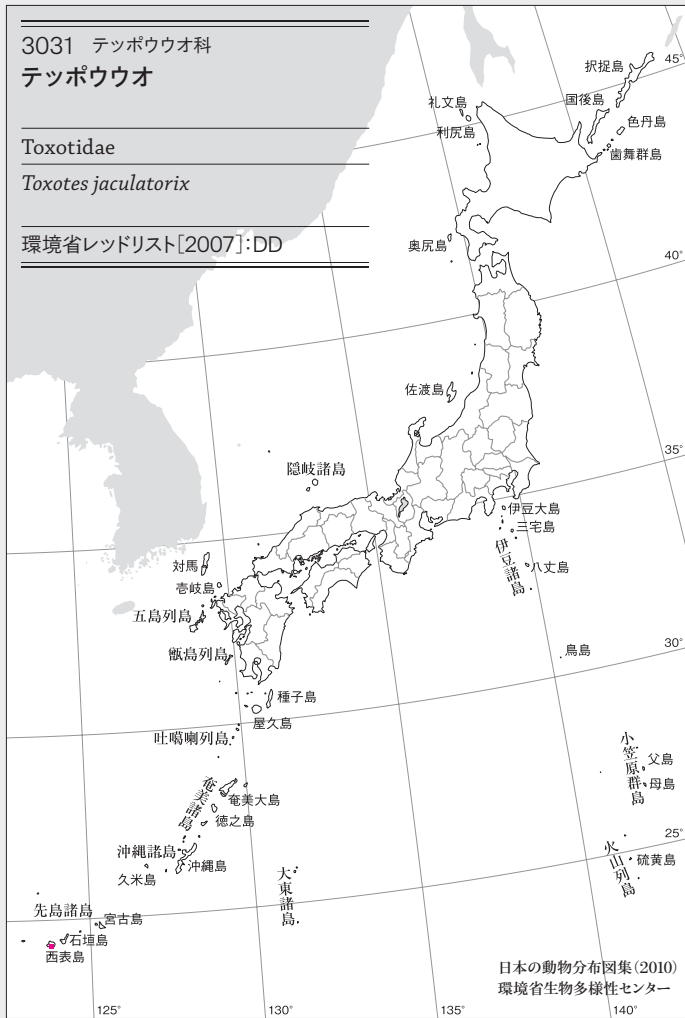 3031 テッポウウオ科
テッポウウオ
Toxotidae
Toxotes jaculatorix
環境省レッドリスト[2007]:DD
択捉島
45°
礼文島
国後島
色丹島
利尻島
歯舞群島
奥尻島
40°
佐渡島
35°
隠岐諸島
伊豆大島
三宅島
伊豆諸島
八丈島
対馬
壱岐島
五島列島
甑島列島
鳥島
30°
種子島
屋久島
吐噶喇列島
小笠原群島
父島
母島
奄美諸島
奄美大島
徳之島
25°
沖縄諸島
沖縄島
久米島
火山列島
硫黄島
大東諸島
先島諸島
宮古島
石垣島
西表島
日本の動物分布図集(2010)
環境省生物多様性センター
125°
130°
135°
140°